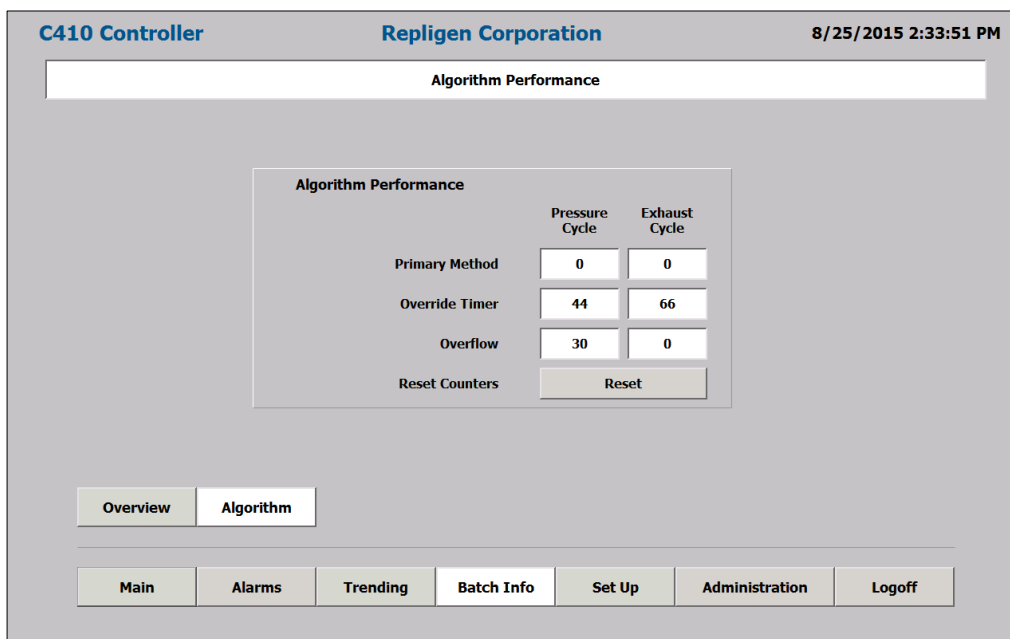 C410 Controller Repligen Corporation 8/25/2015 2:33:51 PM
Algorithm Performance
Algorithm Performance
Pressure Cycle Exhaust Cycle
Primary Method 0 0
Override Timer 44 66
Overflow 30 0
Reset Counters Reset
Overview Algorithm
Main Alarms Trending Batch Info Set Up Administration Logoff